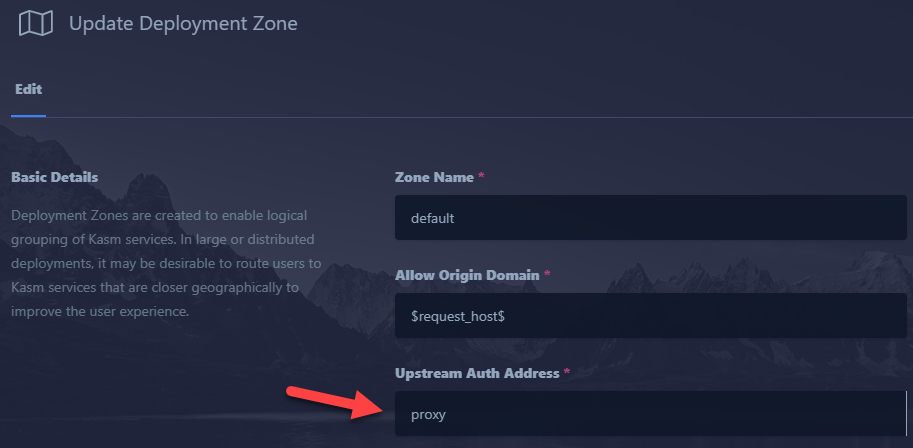 Update Deployment Zone
Edit
Basic Details
Deployment Zones are created to enable logical
grouping of Kasm services. In large or distributed
deployments, it may be desirable to route users to
Kasm services that are closer geographically to
improve the user experience.
Zone Name *
default
Allow Origin Domain *
$request_host$
Upstream Auth Address *
proxy